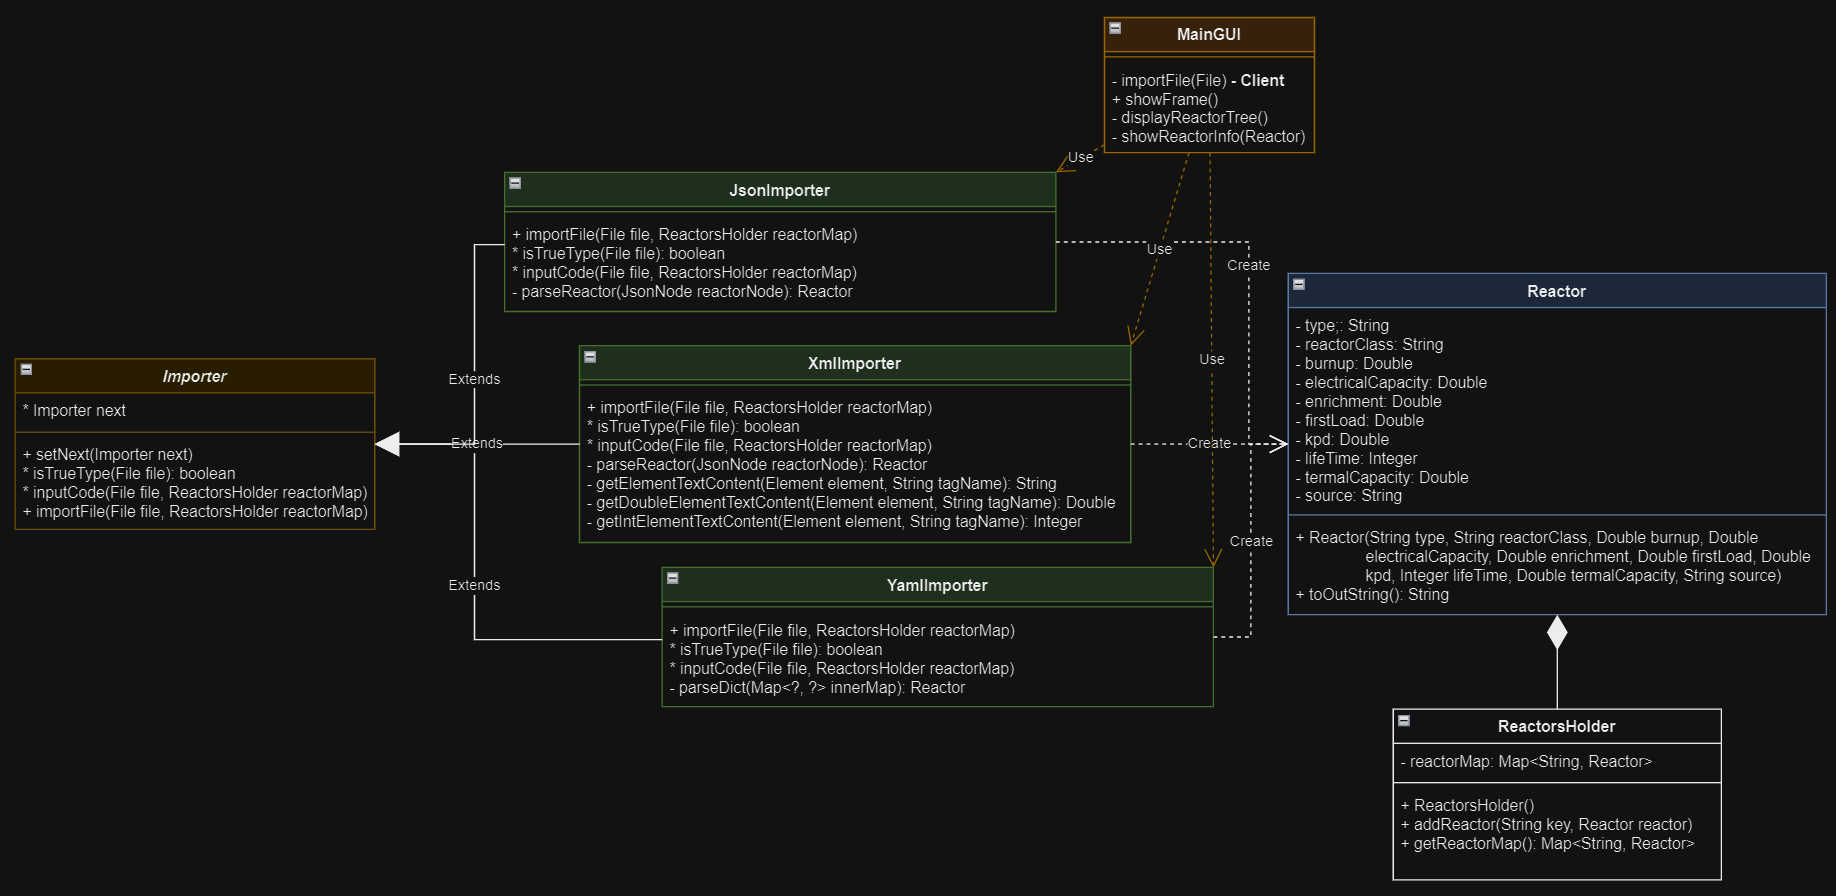 MainGUI
- importFile(File) - Client
+ showFrame()
- displayReactorTree()
- showReactorInfo(Reactor)
Use
JsonImporter
+ importFile(File file, ReactorsHolder reactorMap)
* isTrueType(File file): boolean
* inputCode(File file, ReactorsHolder reactorMap)
- parseReactor(JsonNode reactorNode): Reactor
Use
Create
Reactor
- type;: String
- reactorClass: String
- burnup: Double
- electricalCapacity: Double
- enrichment: Double
- firstLoad: Double
- kpd: Double
- lifeTime: Integer
- termalCapacity: Double
- source: String
+ Reactor(String type, String reactorClass, Double burnup, Double
electricalCapacity, Double enrichment, Double firstLoad, Double
kpd, Integer lifeTime, Double termalCapacity, String source)
+ toOutString(): String
Extends
XmlImporter
+ importFile(File file, ReactorsHolder reactorMap)
* isTrueType(File file): boolean
* inputCode(File file, ReactorsHolder reactorMap)
- parseReactor(JsonNode reactorNode): Reactor
- getElementTextContent(Element element, String tagName): String
- getDoubleElementTextContent(Element element, String tagName): Double
- getIntElementTextContent(Element element, String tagName): Integer
Use
Importer
* Importer next
+ setNext(Importer next)
* isTrueType(File file): boolean
* inputCode(File file, ReactorsHolder reactorMap)
+ importFile(File file, ReactorsHolder reactorMap)
Extends
Create
Create
Extends
YamlImporter
+ importFile(File file, ReactorsHolder reactorMap)
* isTrueType(File file): boolean
* inputCode(File file, ReactorsHolder reactorMap)
- parseDict(Map<?, ?> innerMap): Reactor
ReactorsHolder
- reactorMap: Map<String, Reactor>
+ ReactorsHolder()
+ addReactor(String key, Reactor reactor)
+ getReactorMap(): Map<String, Reactor>